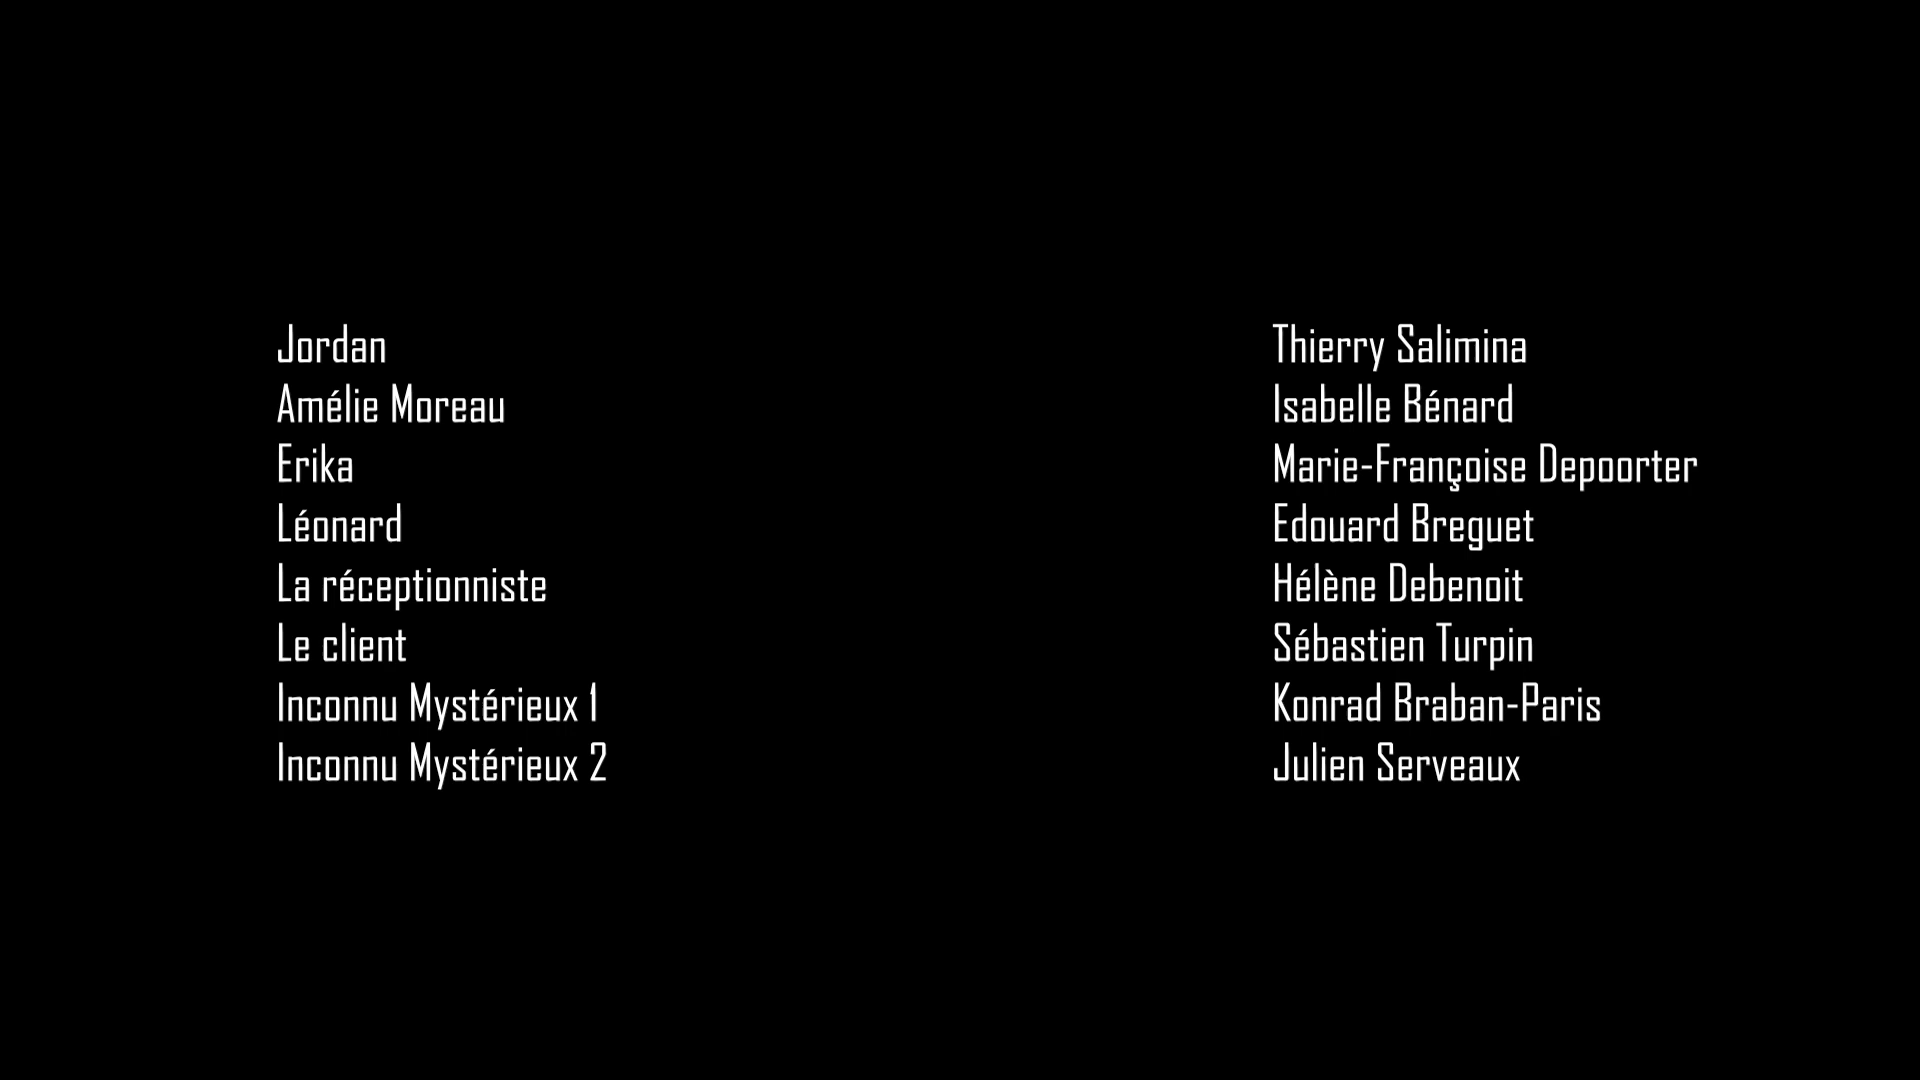 Jordan Thierry Salimina
Amélie Moreau Isabelle Bénard
Erika Marie-Françoise Depoorter
Léonard Edouard Breguet
La réceptionniste Hélène Debenoit
Le client Sébastien Turpin
Inconnu Mystérieux 1 Konrad Braban-Paris
Inconnu Mystérieux 2 Julien Serveaux